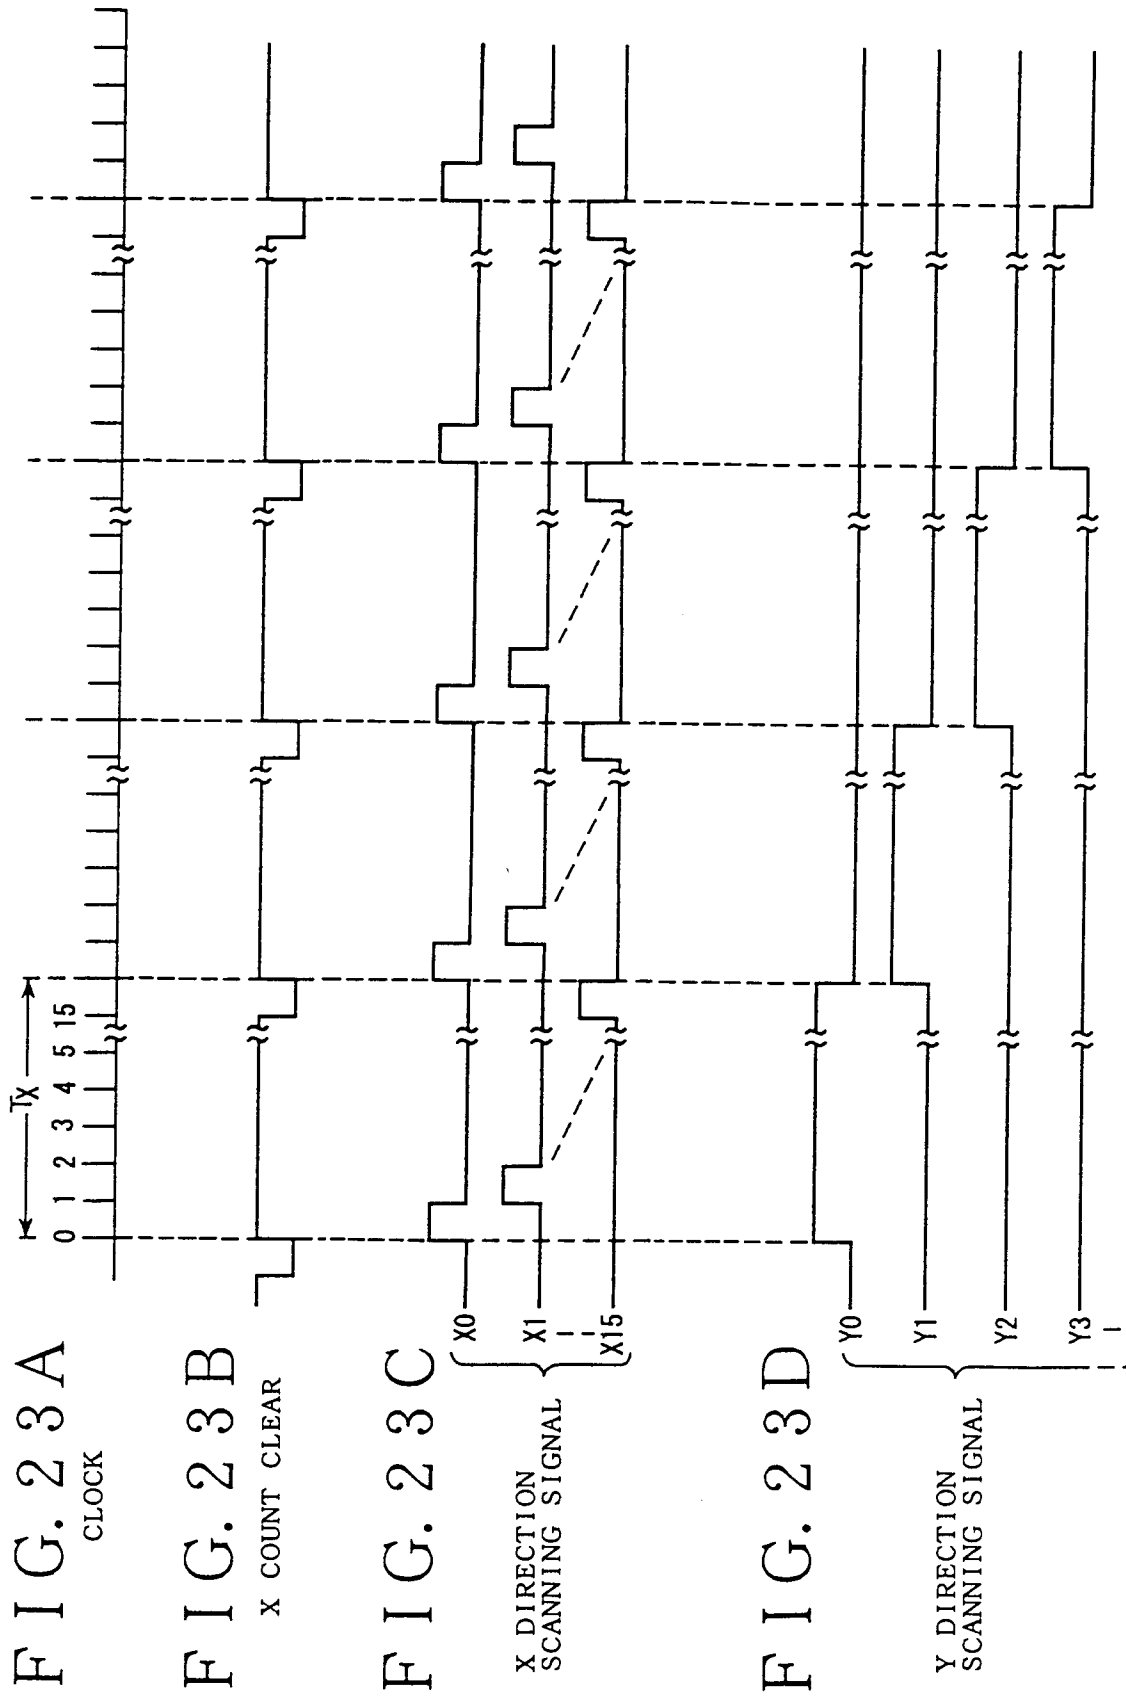 FIG. 23A
CLOCK
Tx
0 1 2 3 4 5 15
FIG. 23B
X COUNT CLEAR
FIG. 23C
X DIRECTION
SCANNING SIGNAL
X0
X1
X15
FIG. 23D
Y DIRECTION
SCANNING SIGNAL
Y0
Y1
Y2
Y3